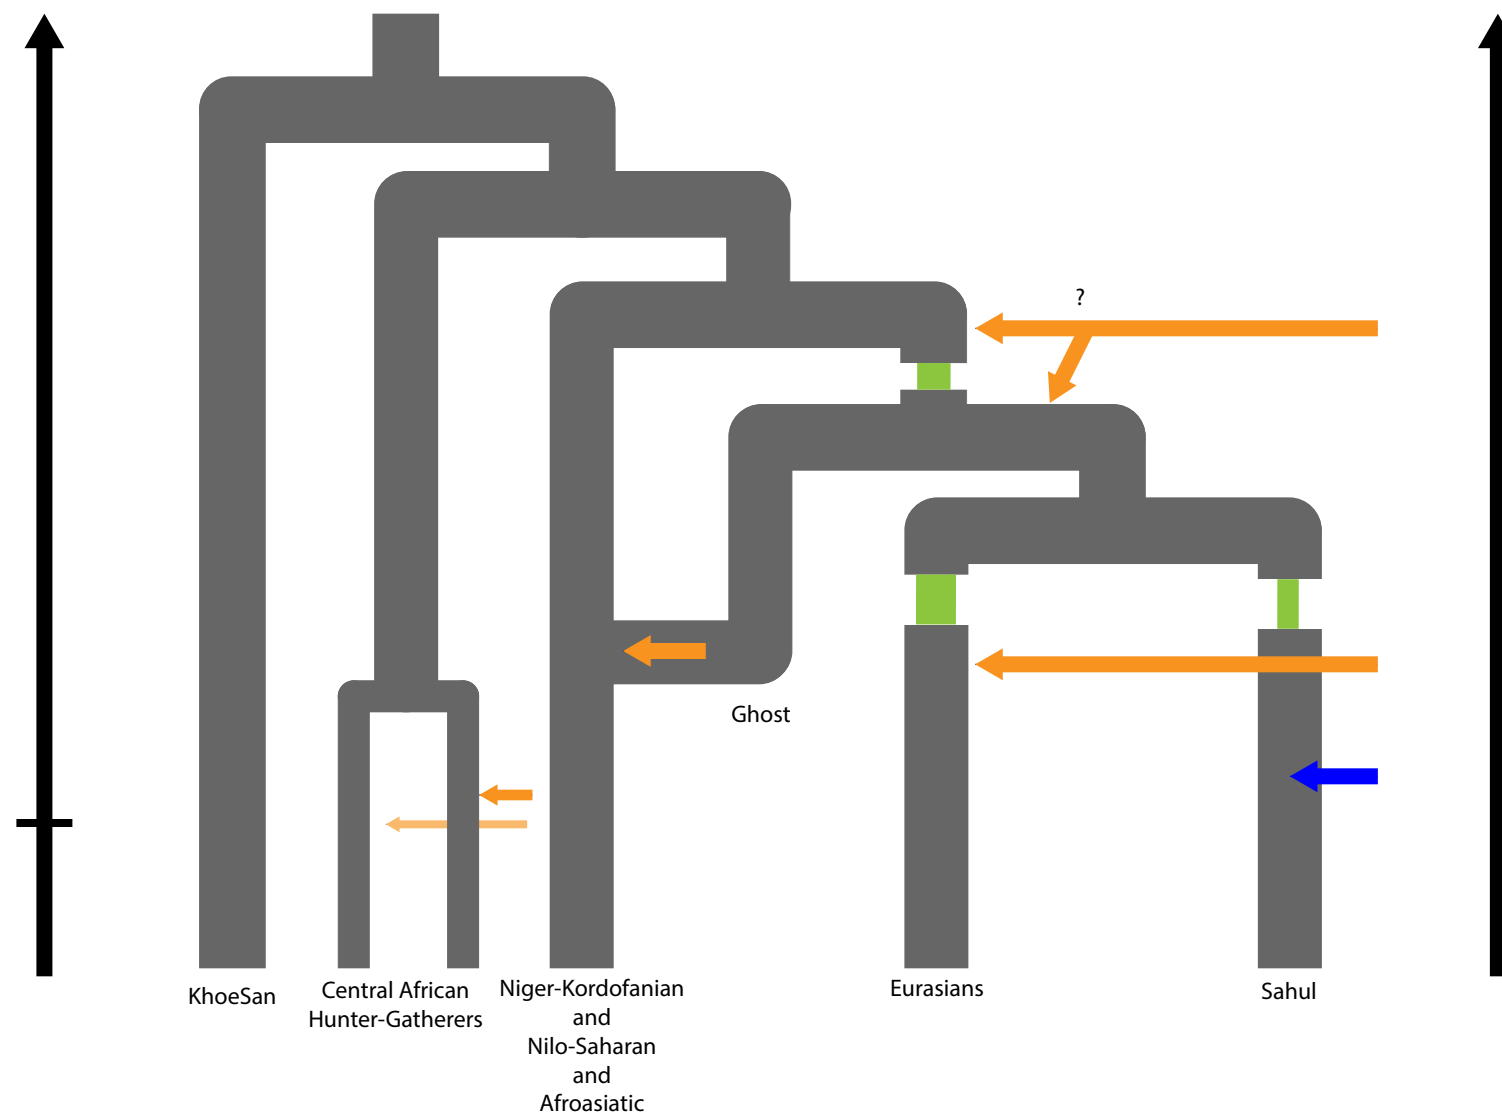 ?
Ghost
KhoeSan
Central African
Hunter-Gatherers
Niger-Kordofanian
and
Nilo-Saharan
and
Afroasiatic
Eurasians
Sahul